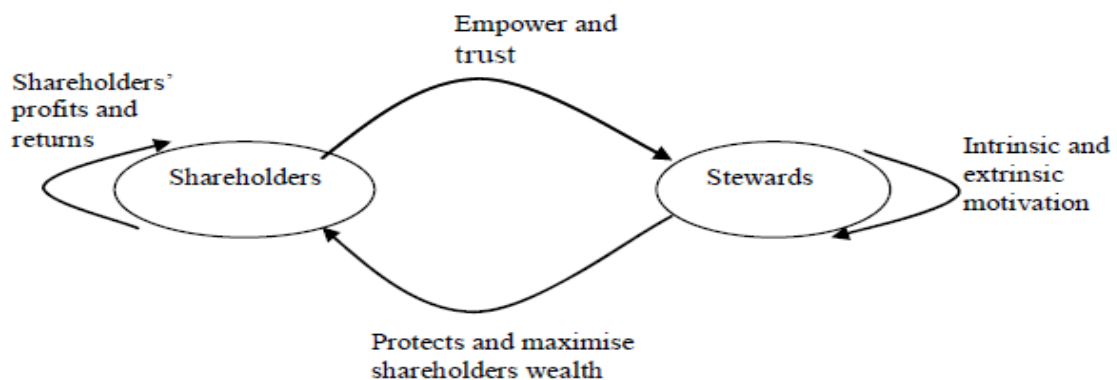 Empower and
trust
Shareholders'
profits and
returns
Shareholders
Stewards
Intrinsic and
extrinsic
motivation
Protects and maximise
shareholders wealth